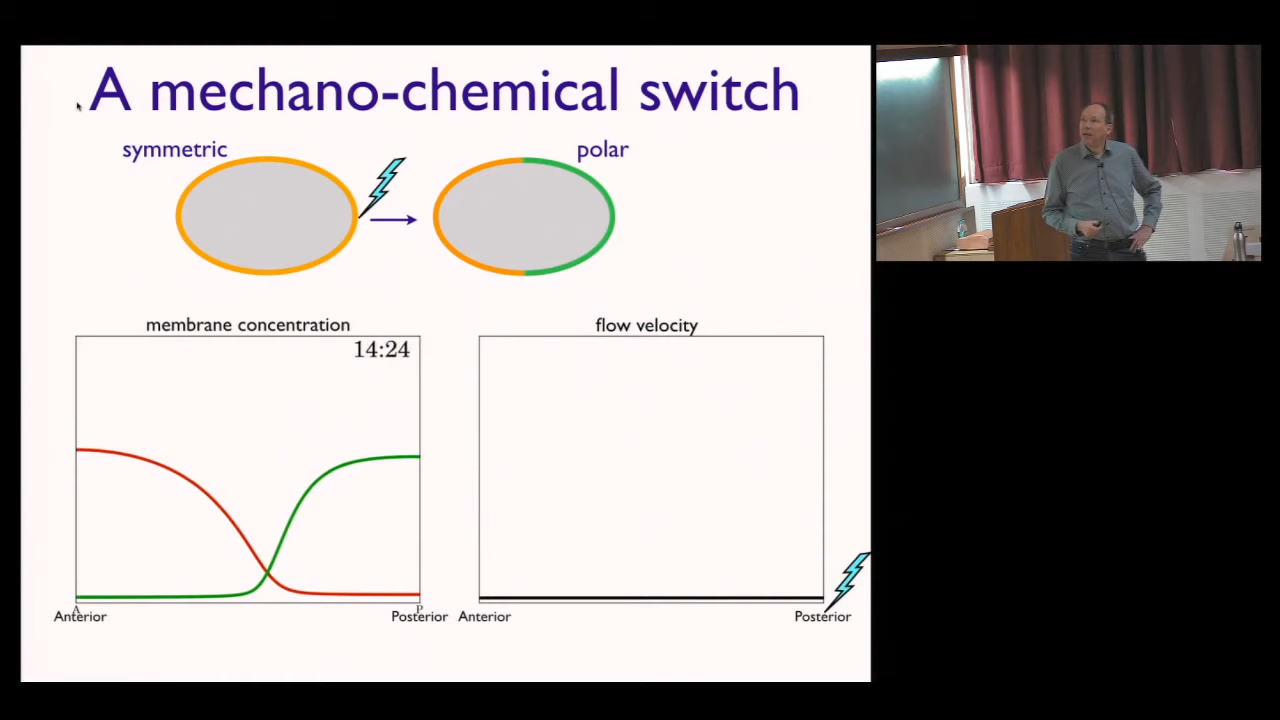 A mechano-chemical switch
symmetric
polar
membrane concentration
flow velocity
14:24
A
P
Anterior
Posterior
Anterior
Posterior